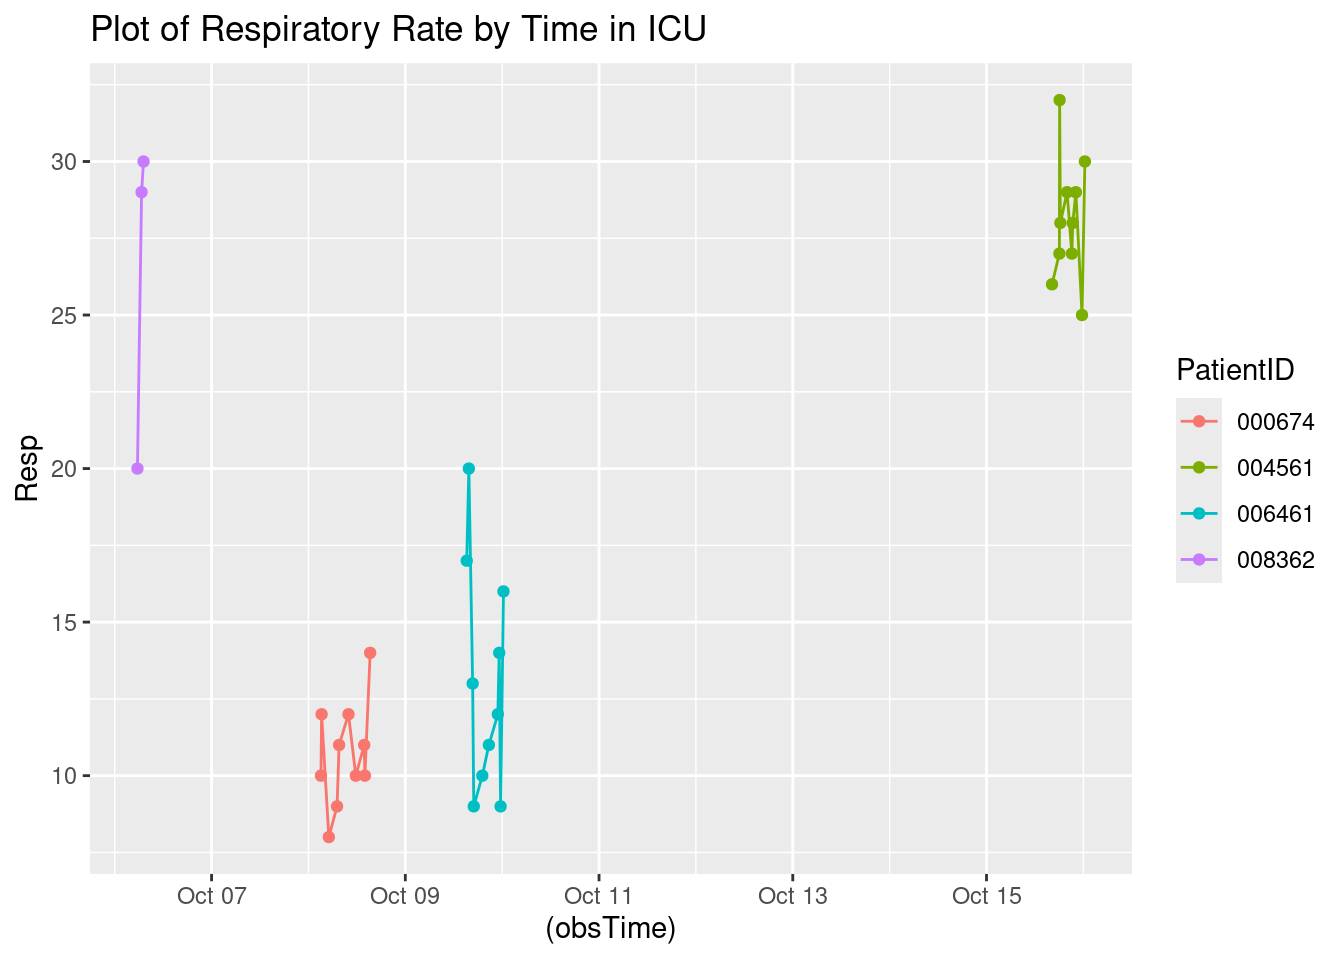 Plot of Respiratory Rate by Time in ICU
Resp
30
25
20
15
10
Oct 07
Oct 09
Oct 11
Oct 13
Oct 15
(obsTime)
PatientID
000674
004561
006461
008362